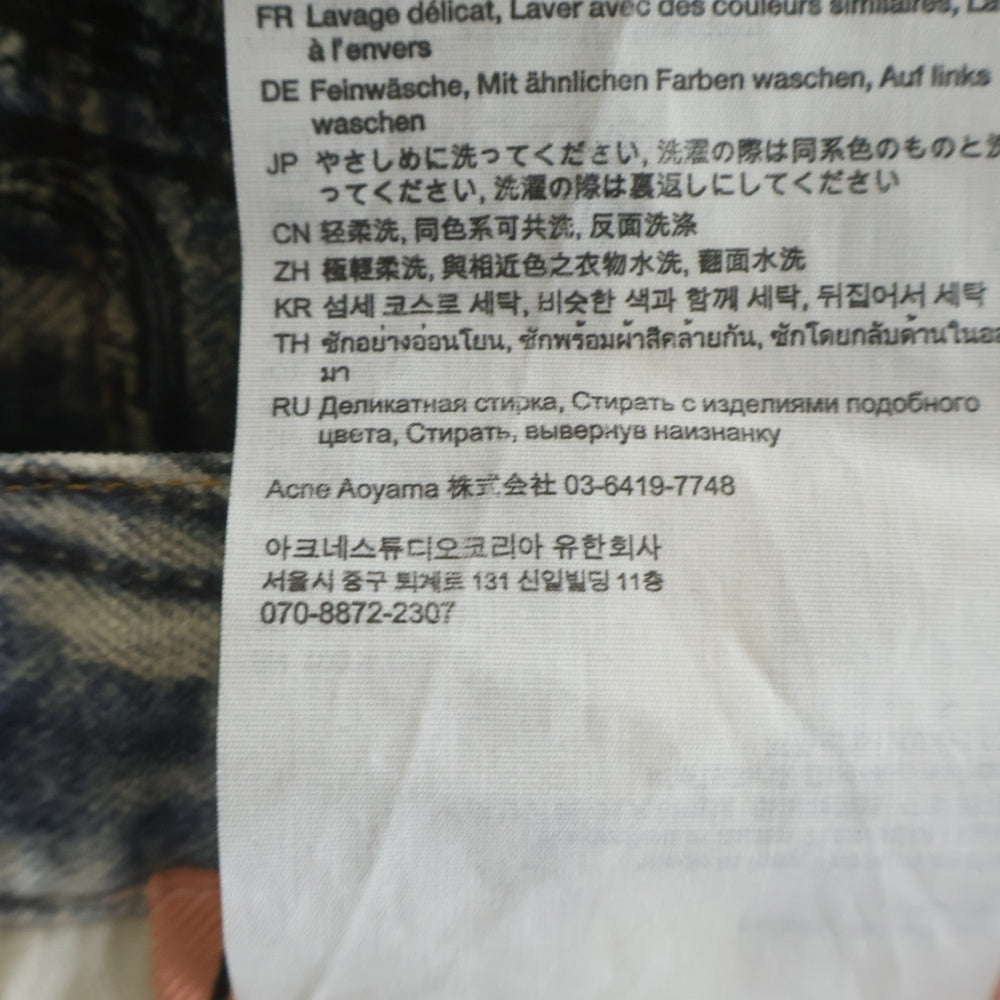 FR Lavage délicat, Laver avec des couleurs similaires,
à l'envers
DE Feinwäsche, Mit ähnlichen Farben waschen, Auf links
waschen
JP やさしめに洗ってください, 洗濯の際は同系色のものと洗
ってください, 洗濯の際は裏返しにしてください
CN 轻柔洗, 同色系可共洗, 反面洗涤
ZH 極輕柔洗, 與相近色之衣物水洗, 翻面水洗
KR 섬세 코스로 세탁, 비슷한 색과 함께 세탁, 뒤집어서 세탁
TH ซักอย่างอ่อนโยน, ซักพร้อมผ้าสีคล้ายกัน, ซักโดยกลับด้านในออ
มา
RU Деликатная стирка, Стирать с изделиями подобного
цвета, Стирать, вывернув наизнанку
Acne Aoyama 株式会社 03-6419-7748
아크네스튜디오코리아 유한회사
서울시 중구 퇴계로 131 신일빌딩 11층
070-8872-2307